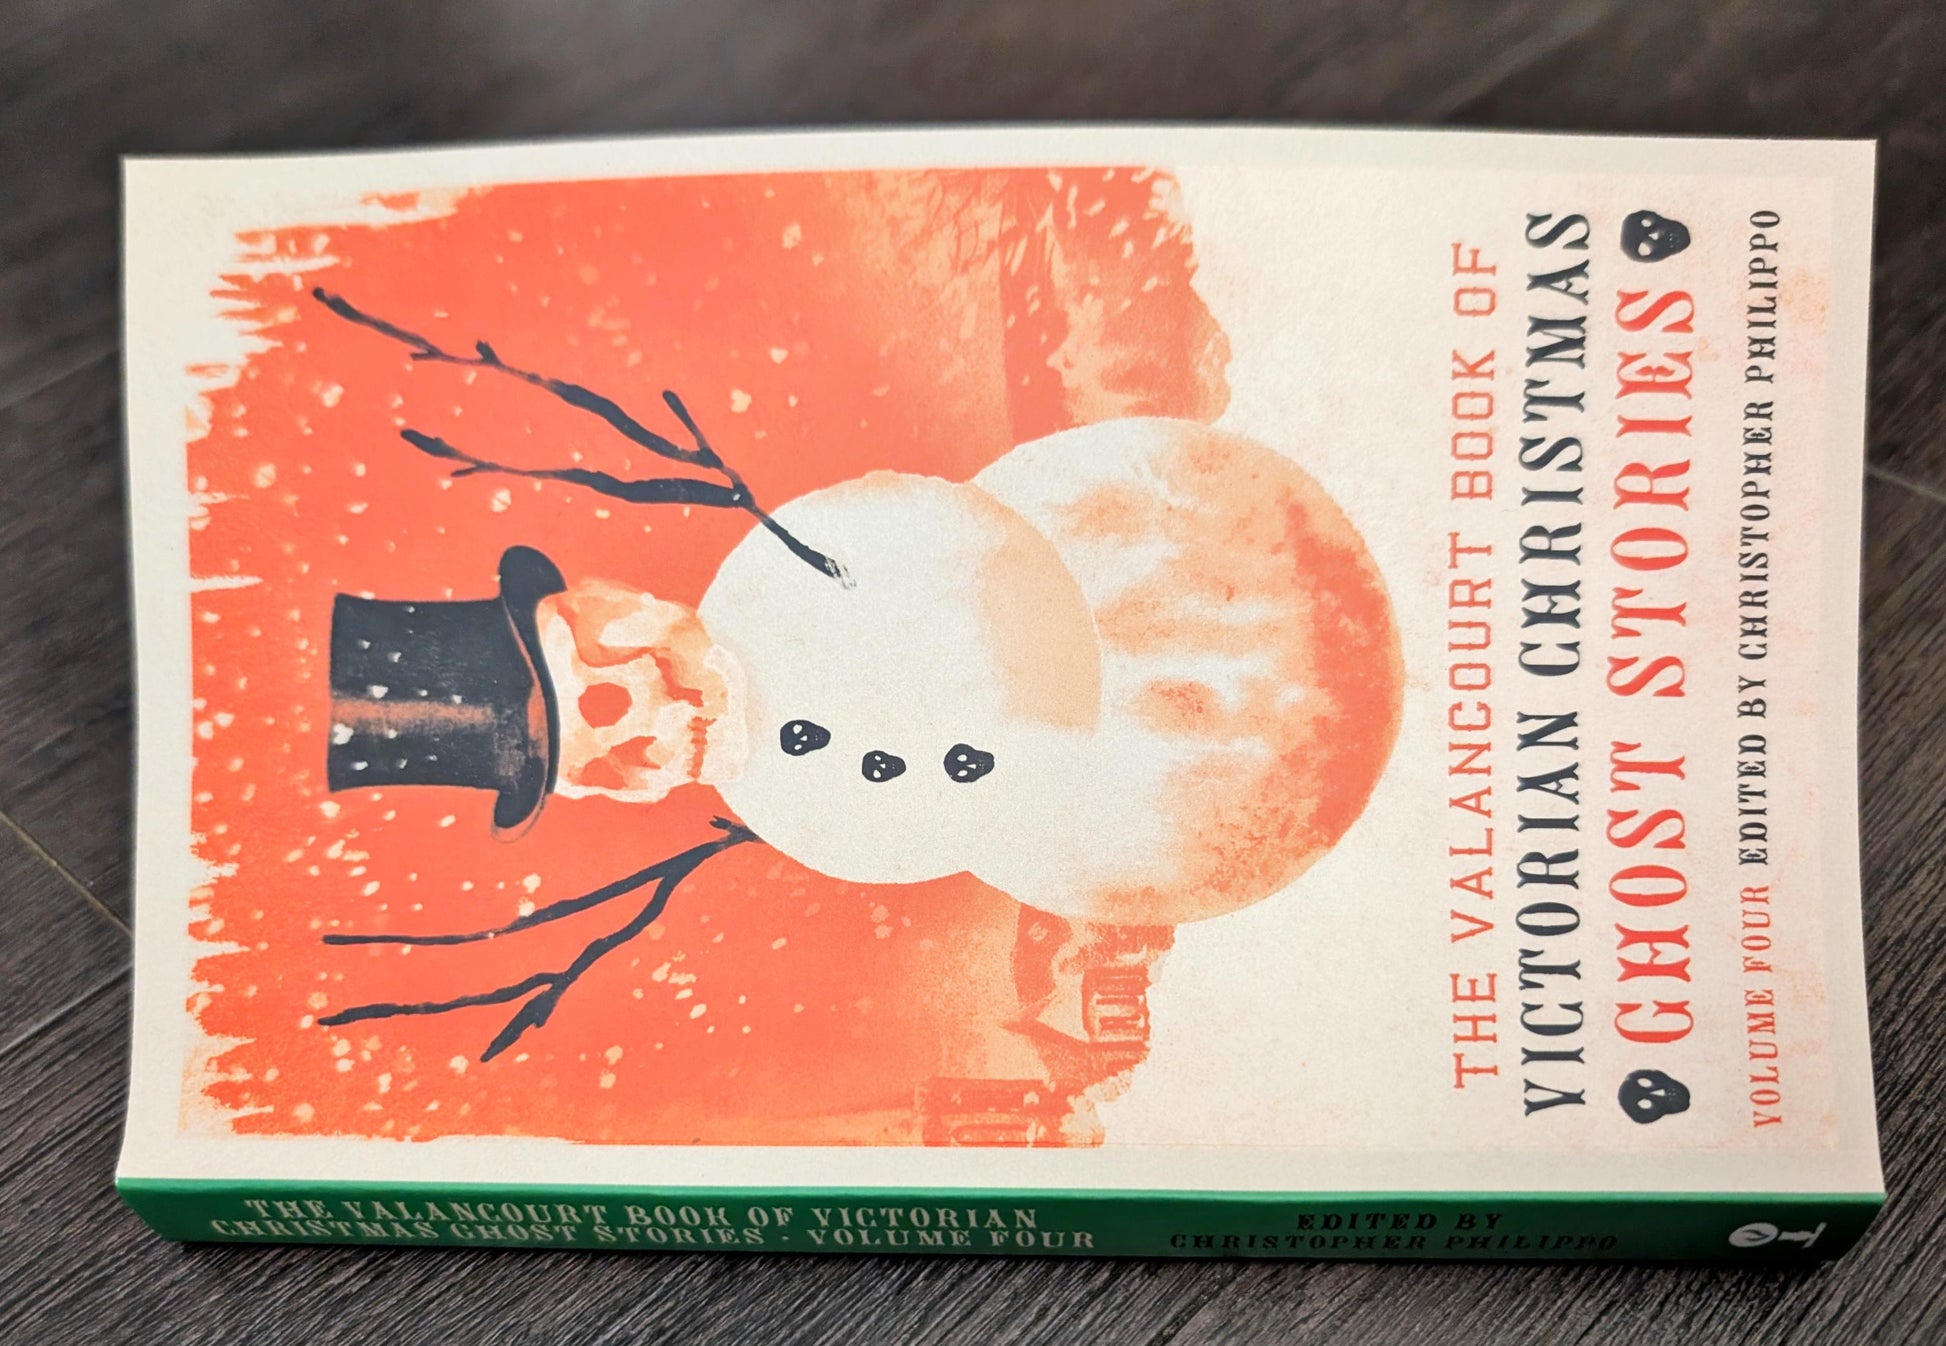 THE VALANCOURT BOOK OF
VICTORIAN CHRISTMAS
GHOST STORIES
VOLUME FOUR EDITED BY CHRISTOPHER PHILIPPO
THE VALANCOURT BOOK OF VICTORIAN
CHRISTMAS GHOST STORIES · VOLUME FOUR
EDITED BY
CHRISTOPHER PHILIPPO